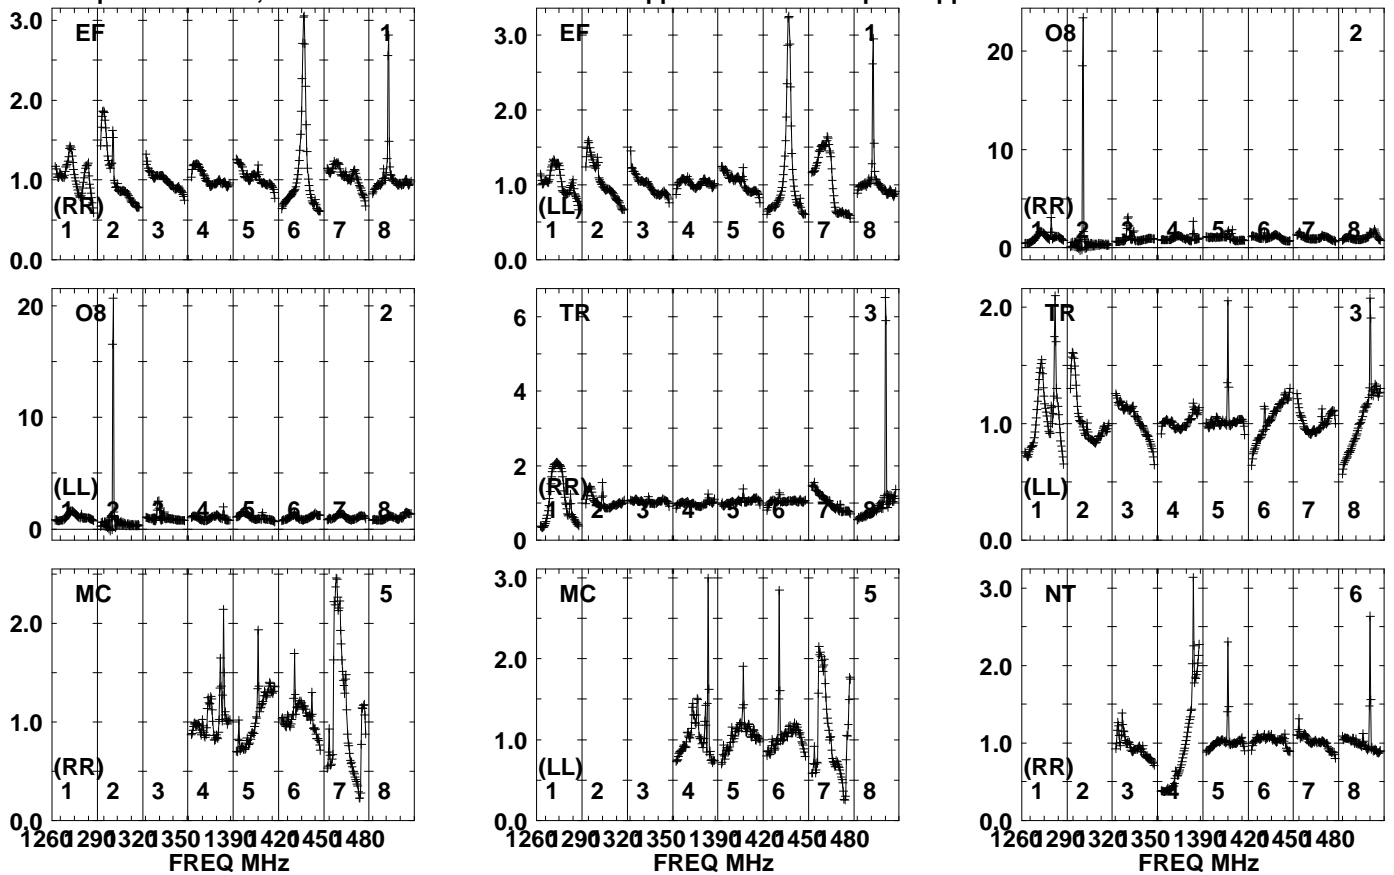 3.0 EF 1
2.0
1.0
(RR)
1 2 3 4 5 6 7 8
0.0
3.0 EF 1
2.0
1.0
(LL)
1 2 3 4 5 6 7 8
0.0
O8 2
20
10
(RR)
1 2 3 4 5 6 7 8
0
20 O8 2
10
(LL)
1 2 3 4 5 6 7 8
0
6 TR 3
4
2
(RR)
1 2 3 4 5 6 7 8
0
2.0 TR 3
1.0
(LL)
1 2 3 4 5 6 7 8
0.0
MC 5
2.0
1.0
(RR)
1 2 3 4 5 6 7 8
0.0
1260 1290 1320 1350 1390 1420 1450 1480
FREQ MHz
3.0 MC 5
2.0
1.0
(LL)
1 2 3 4 5 6 7 8
0.0
1260 1290 1320 1350 1390 1420 1450 1480
FREQ MHz
3.0 NT 6
2.0
1.0
(RR)
1 2 3 4 5 6 7 8
0.0
1260 1290 1320 1350 1390 1420 1450 1480
FREQ MHz